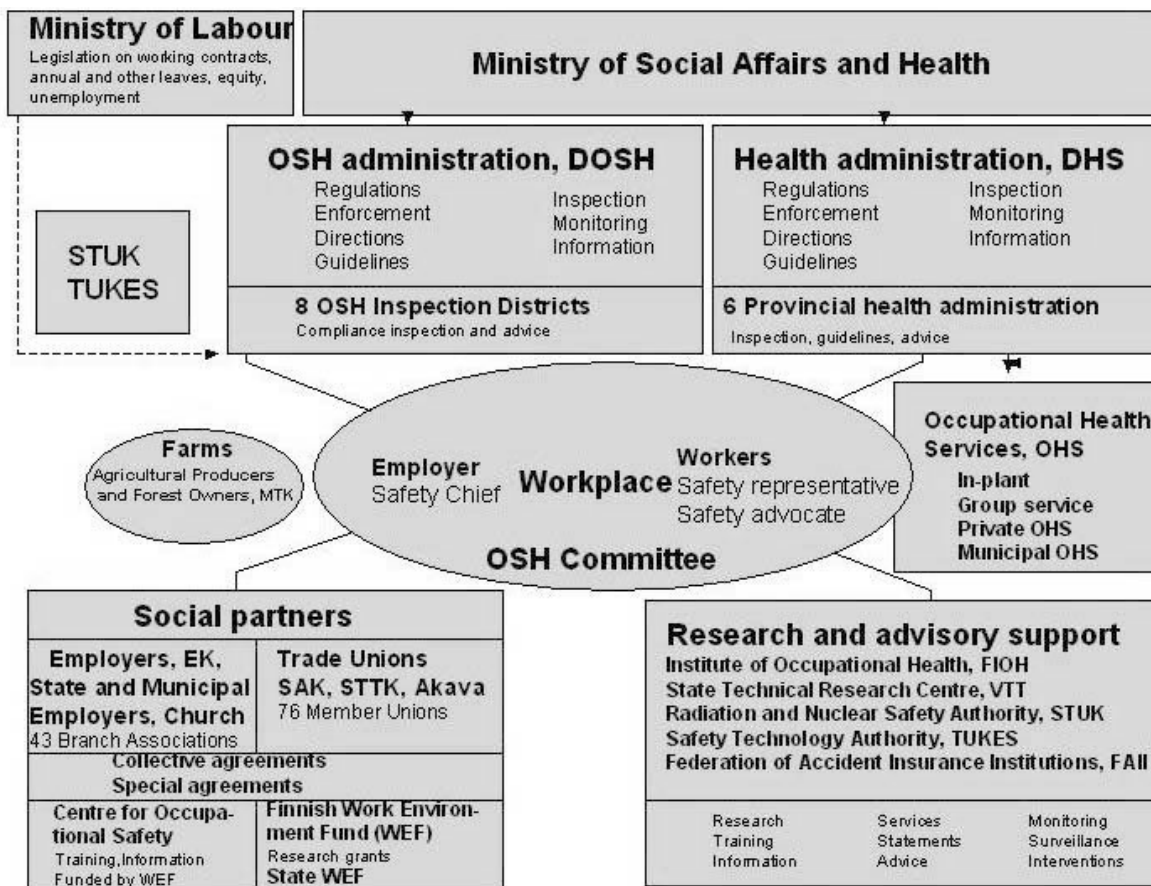 Ministry of Labour
Legislation on working contracts,
annual and other leaves, equity,
unemployment
Ministry of Social Affairs and Health
OSH administration, DOSH
Regulations
Enforcement
Directions
Guidelines
Inspection
Monitoring
Information
8 OSH Inspection Districts
Compliance inspection and advice
Health administration, DHS
Regulations
Enforcement
Directions
Guidelines
Inspection
Monitoring
Information
6 Provincial health administration
Inspection, guidelines, advice
STUK
TUKES
Farms
Agricultural Producers
and Forest Owners, MTK
Employer
Safety Chief
Workplace
Workers
Safety representative
Safety advocate
OSH Committee
Occupational Health
Services, OHS
In-plant
Group service
Private OHS
Municipal OHS
Social partners
Employers, EK,
State and Municipal
Employers, Church
43 Branch Associations
Trade Unions
SAK, STTK, Akava
76 Member Unions
Collective agreements
Special agreements
Centre for Occupa-
tional Safety
Training,Information
Funded by WEF
Finnish Work Environ-
ment Fund (WEF)
Research grants
State WEF
Research and advisory support
Institute of Occupational Health, FIOH
State Technical Research Centre, VTT
Radiation and Nuclear Safety Authority, STUK
Safety Technology Authority, TUKES
Federation of Accident Insurance Institutions, FAII
Research
Training
Information
Services
Statements
Advice
Monitoring
Surveillance
Interventions